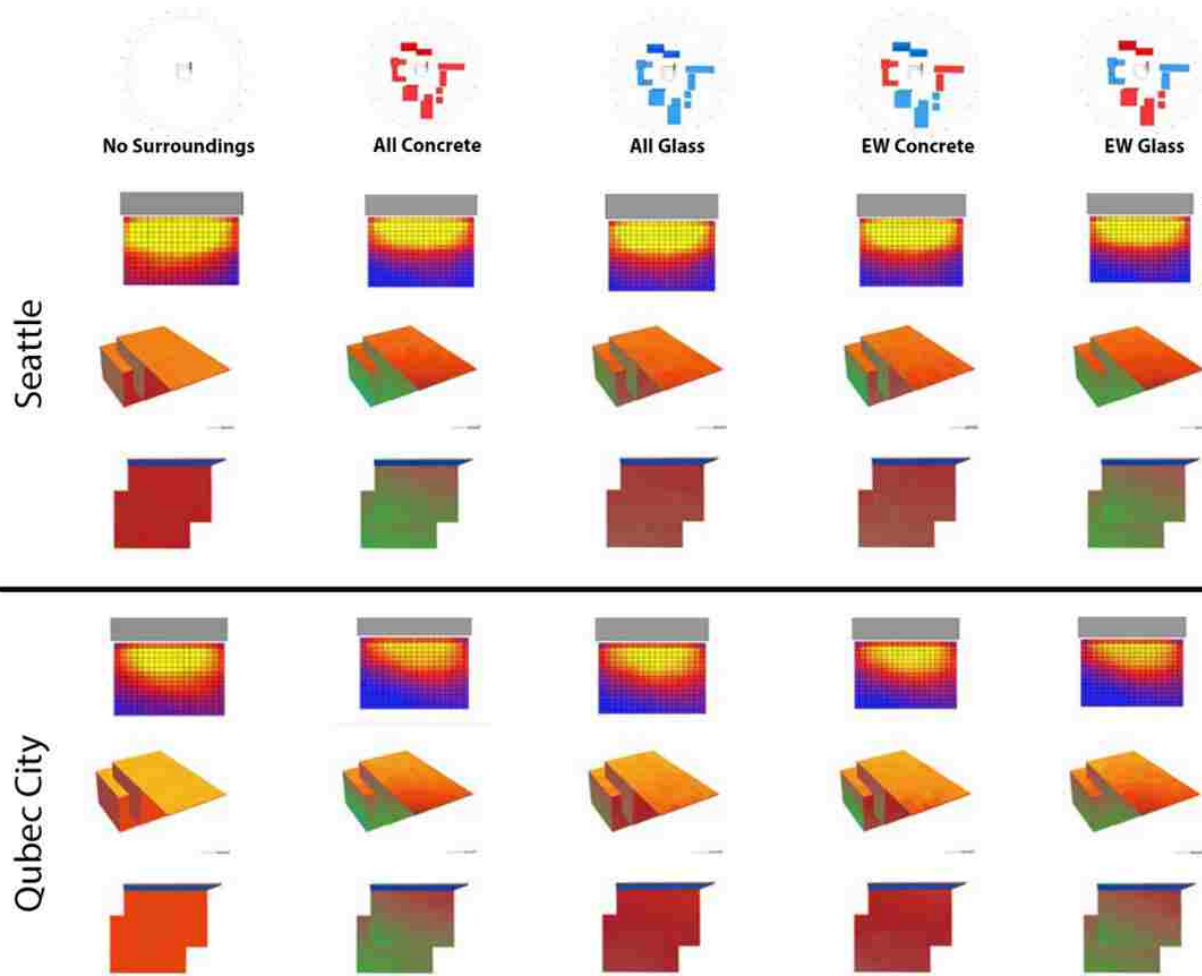 No Surroundings
All Concrete
All Glass
EW Concrete
EW Glass
Seattle
Qubec City